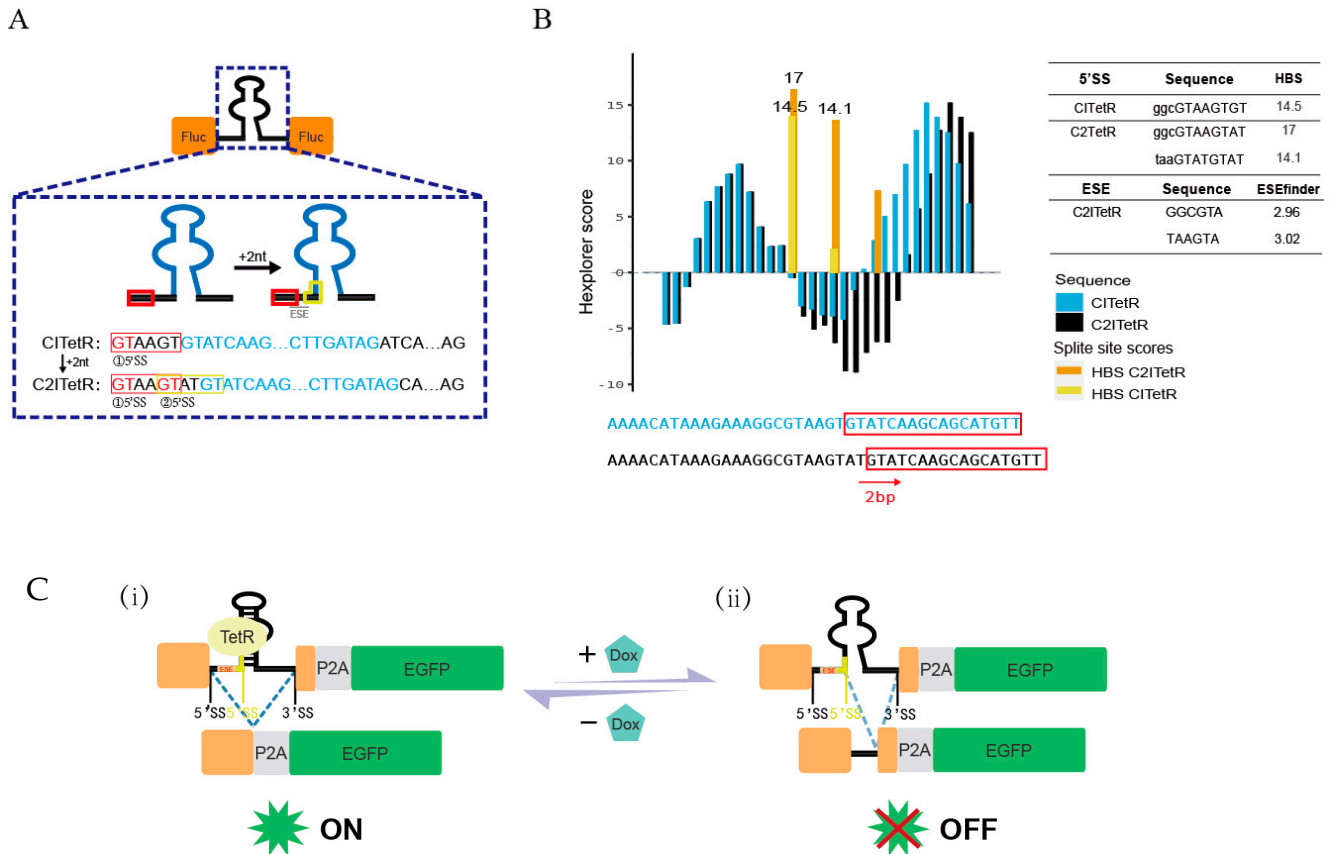 A
Fluc
Fluc
+2nt
ESE
CITetR: GTAAGTGTATCAAG...CTTGATAGATCA...AG
①5'SS
+2nt
C2ITetR: GTAAGTATGTATCAAG...CTTGATAGCA...AG
①5'SS ②5'SS
B
Hexplorer score
15
10
5
0
-5
-10
17
14.5
14.1
AAAACATAAAGAAAGGCGTAAGTGTATCAAGCAGCATGTT
AAAACATAAAGAAAGGCGTAAGTATGTATCAAGCAGCATGTT
2bp
5'SS Sequence HBS
CITetR ggcGTAAGTGT 14.5
C2TetR ggcGTAAGTAT 17
taaGTATGTAT 14.1
ESE Sequence ESEfinder
C2ITetR GGCGTA 2.96
TAAGTA 3.02
Sequence
CITetR
C2ITetR
Splite site scores
HBS C2ITetR
HBS CITetR
C
(i)
TetR
ESE
P2A
EGFP
5'SS 5'SS 3'SS
P2A
EGFP
ON
+ Dox
- Dox
(ii)
ESE
P2A
EGFP
5'SS 5'SS 3'SS
P2A
EGFP
OFF